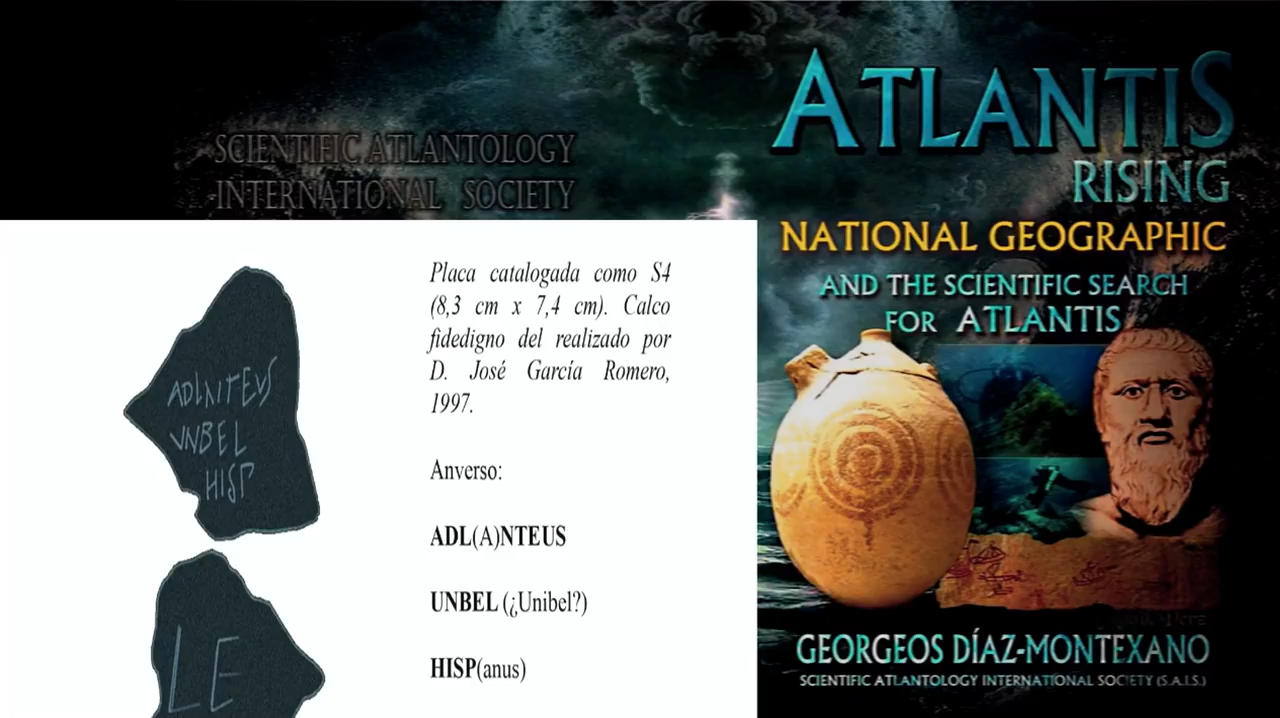 SCIENTIFIC ATLANTOLOGY
INTERNATIONAL SOCIETY
ATLANTIS
RISING
NATIONAL GEOGRAPHIC
AND THE SCIENTIFIC SEARCH
FOR ATLANTIS
GEORGEOS DÍAZ-MONTEXANO
SCIENTIFIC ATLANTOLOGY INTERNATIONAL SOCIETY (S.A.I.S.)
ADLNTEUS
UNBEL
HISP
LE
Placa catalogada como S4
(8,3 cm x 7,4 cm). Calco
fidedigno del realizado por
D. José García Romero,
1997.
Anverso:
ADL(A)NTEUS
UNBEL (¿Unibel?)
HISP(anus)